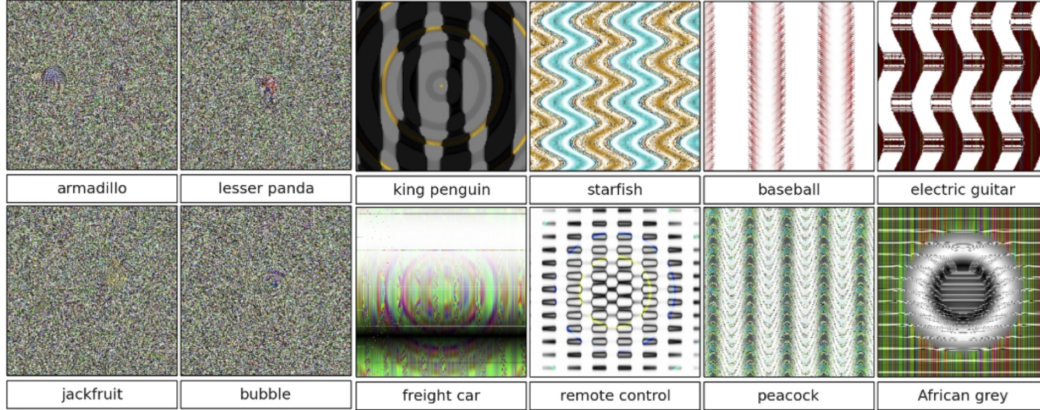 armadillo
lesser panda
king penguin
starfish
baseball
electric guitar
jackfruit
bubble
freight car
remote control
peacock
African grey